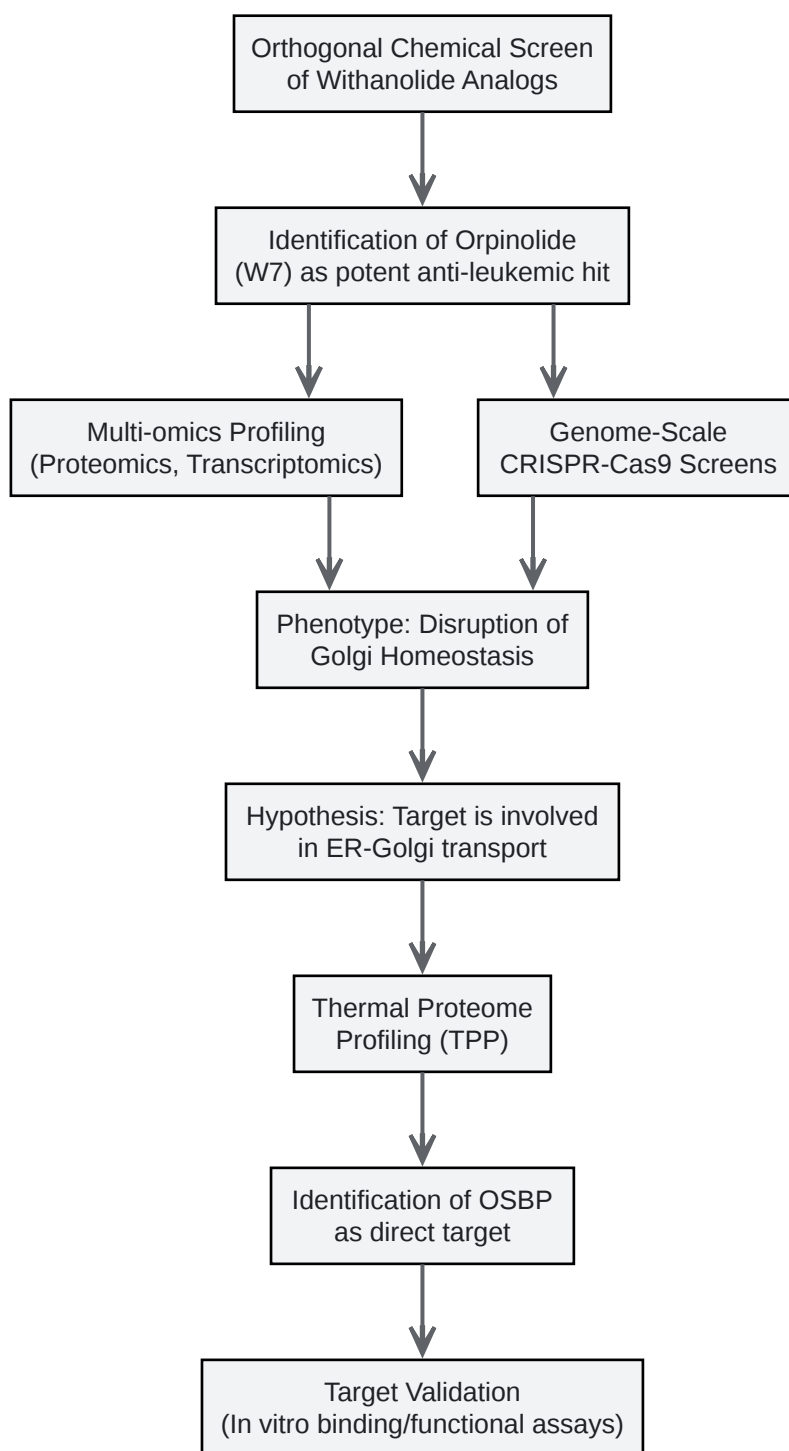 Orthogonal Chemical Screen
of Withanolide Analogs
Identification of Orpinolide
(W7) as potent anti-leukemic hit
Multi-omics Profiling
(Proteomics, Transcriptomics)
Genome-Scale
CRISPR-Cas9 Screens
Phenotype: Disruption of
Golgi Homeostasis
Hypothesis: Target is involved
in ER-Golgi transport
Thermal Proteome
Profiling (TPP)
Identification of OSBP
as direct target
Target Validation
(In vitro binding/functional assays)